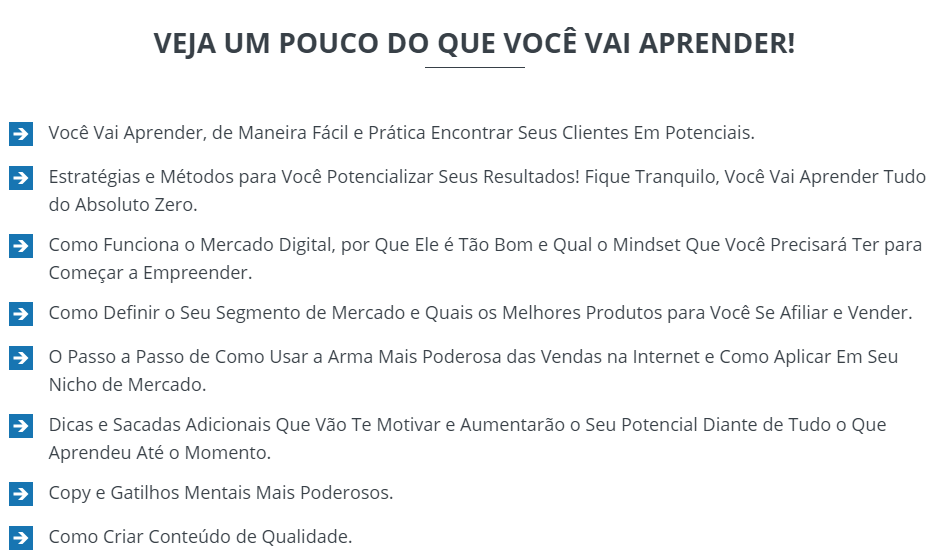 VEJA UM POUCO DO QUE VOCÊ VAI APRENDER!
Você Vai Aprender, de Maneira Fácil e Prática Encontrar Seus Clientes Em Potenciais.
Estratégias e Métodos para Você Potencializar Seus Resultados! Fique Tranquilo, Você Vai Aprender Tudo
do Absoluto Zero.
Como Funciona o Mercado Digital, por Que Ele é Tão Bom e Qual o Mindset Que Você Precisará Ter para
Começar a Empreender.
Como Definir o Seu Segmento de Mercado e Quais os Melhores Produtos para Você Se Afiliar e Vender.
O Passo a Passo de Como Usar a Arma Mais Poderosa das Vendas na Internet e Como Aplicar Em Seu
Nicho de Mercado.
Dicas e Sacadas Adicionais Que Vão Te Motivar e Aumentarão o Seu Potencial Diante de Tudo o Que
Aprendeu Até o Momento.
Copy e Gatilhos Mentais Mais Poderosos.
Como Criar Conteúdo de Qualidade.